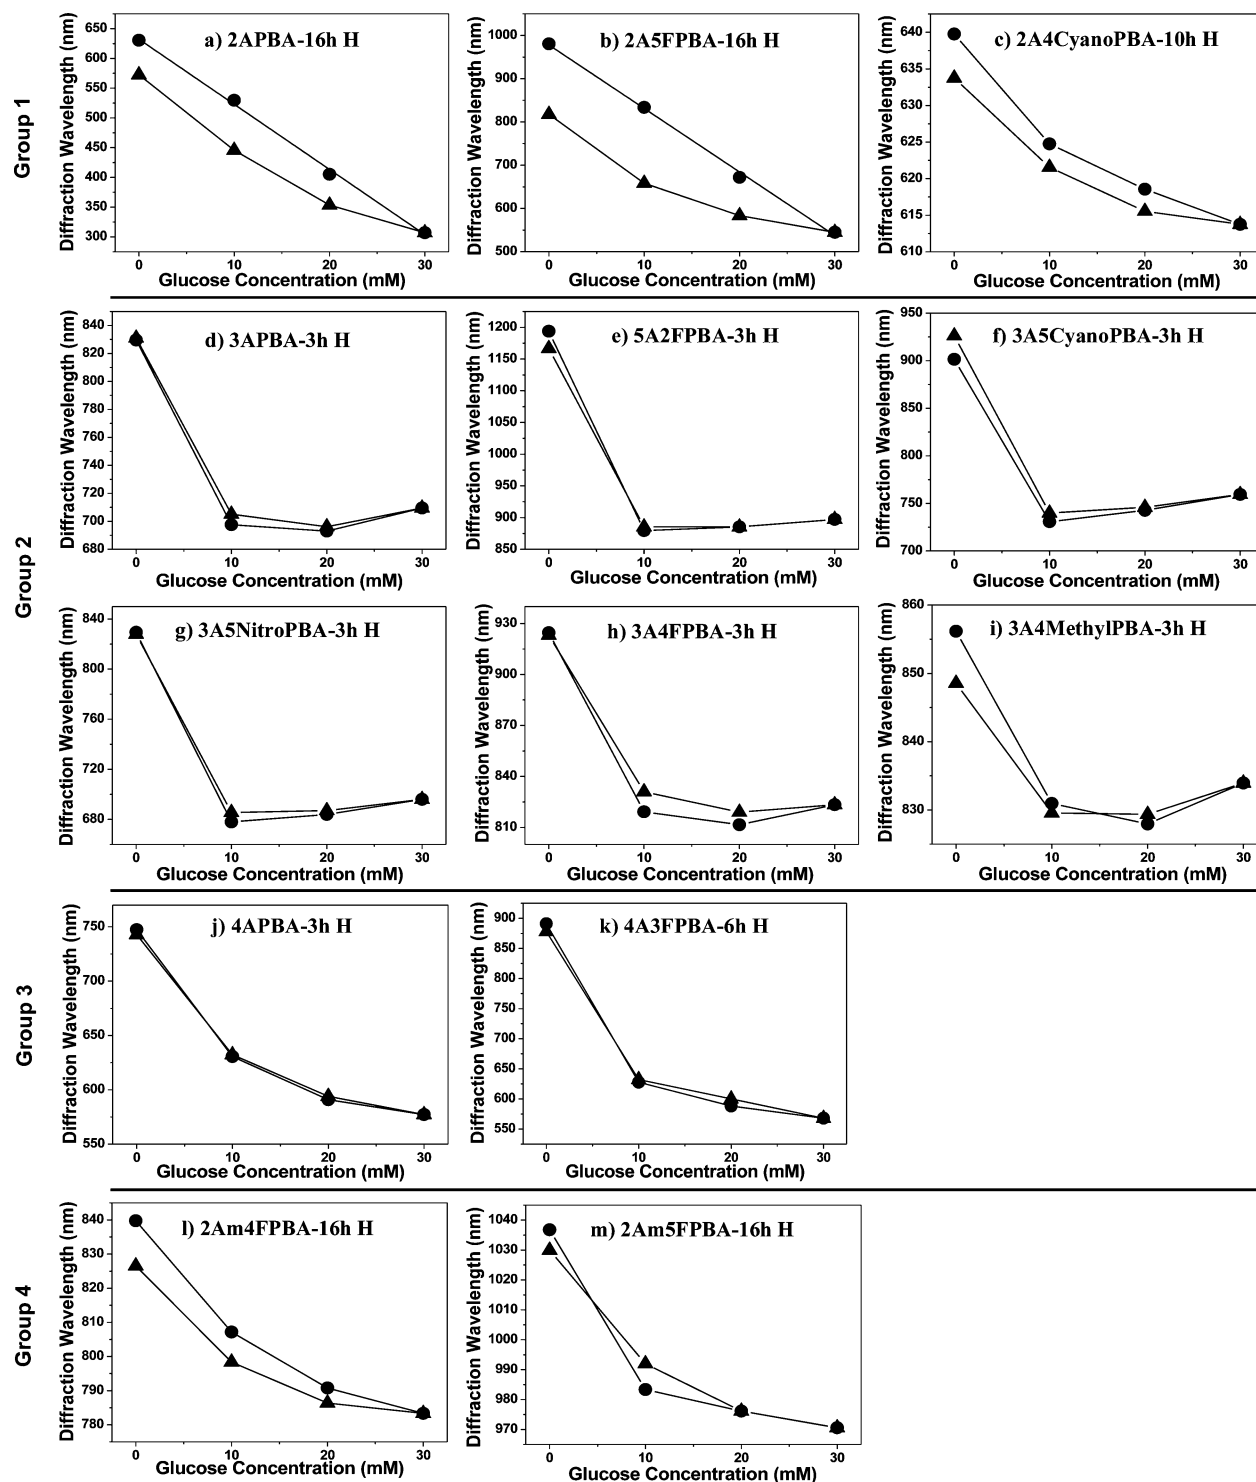 Group 1
a) 2APBA-16h H
Diffraction Wavelength (nm)
650
600
550
500
450
400
350
300
0 10 20 30
Glucose Concentration (mM)
b) 2A5FPBA-16h H
Diffraction Wavelength (nm)
1000
900
800
700
600
500
0 10 20 30
Glucose Concentration (mM)
c) 2A4CyanoPBA-10h H
Diffraction Wavelength (nm)
640
635
630
625
620
615
610
0 10 20 30
Glucose Concentration (mM)
Group 2
d) 3APBA-3h H
Diffraction Wavelength (nm)
840
820
800
780
760
740
720
700
680
0 10 20 30
Glucose Concentration (mM)
e) 5A2FPBA-3h H
Diffraction Wavelength (nm)
1200
1150
1100
1050
1000
950
900
850
0 10 20 30
Glucose Concentration (mM)
f) 3A5CyanoPBA-3h H
Diffraction Wavelength (nm)
950
900
850
800
750
700
0 10 20 30
Glucose Concentration (mM)
g) 3A5NitroPBA-3h H
Diffraction Wavelength (nm)
840
800
760
720
680
0 10 20 30
Glucose Concentration (mM)
h) 3A4FPBA-3h H
Diffraction Wavelength (nm)
930
900
870
840
810
0 10 20 30
Glucose Concentration (mM)
i) 3A4MethylPBA-3h H
Diffraction Wavelength (nm)
860
850
840
830
0 10 20 30
Glucose Concentration (mM)
Group 3
j) 4APBA-3h H
Diffraction Wavelength (nm)
750
700
650
600
550
0 10 20 30
Glucose Concentration (mM)
k) 4A3FPBA-6h H
Diffraction Wavelength (nm)
900
850
800
750
700
650
600
550
0 10 20 30
Glucose Concentration (mM)
Group 4
l) 2Am4FPBA-16h H
Diffraction Wavelength (nm)
840
830
820
810
800
790
780
0 10 20 30
Glucose Concentration (mM)
m) 2Am5FPBA-16h H
Diffraction Wavelength (nm)
1040
1030
1020
1010
1000
990
980
970
0 10 20 30
Glucose Concentration (mM)